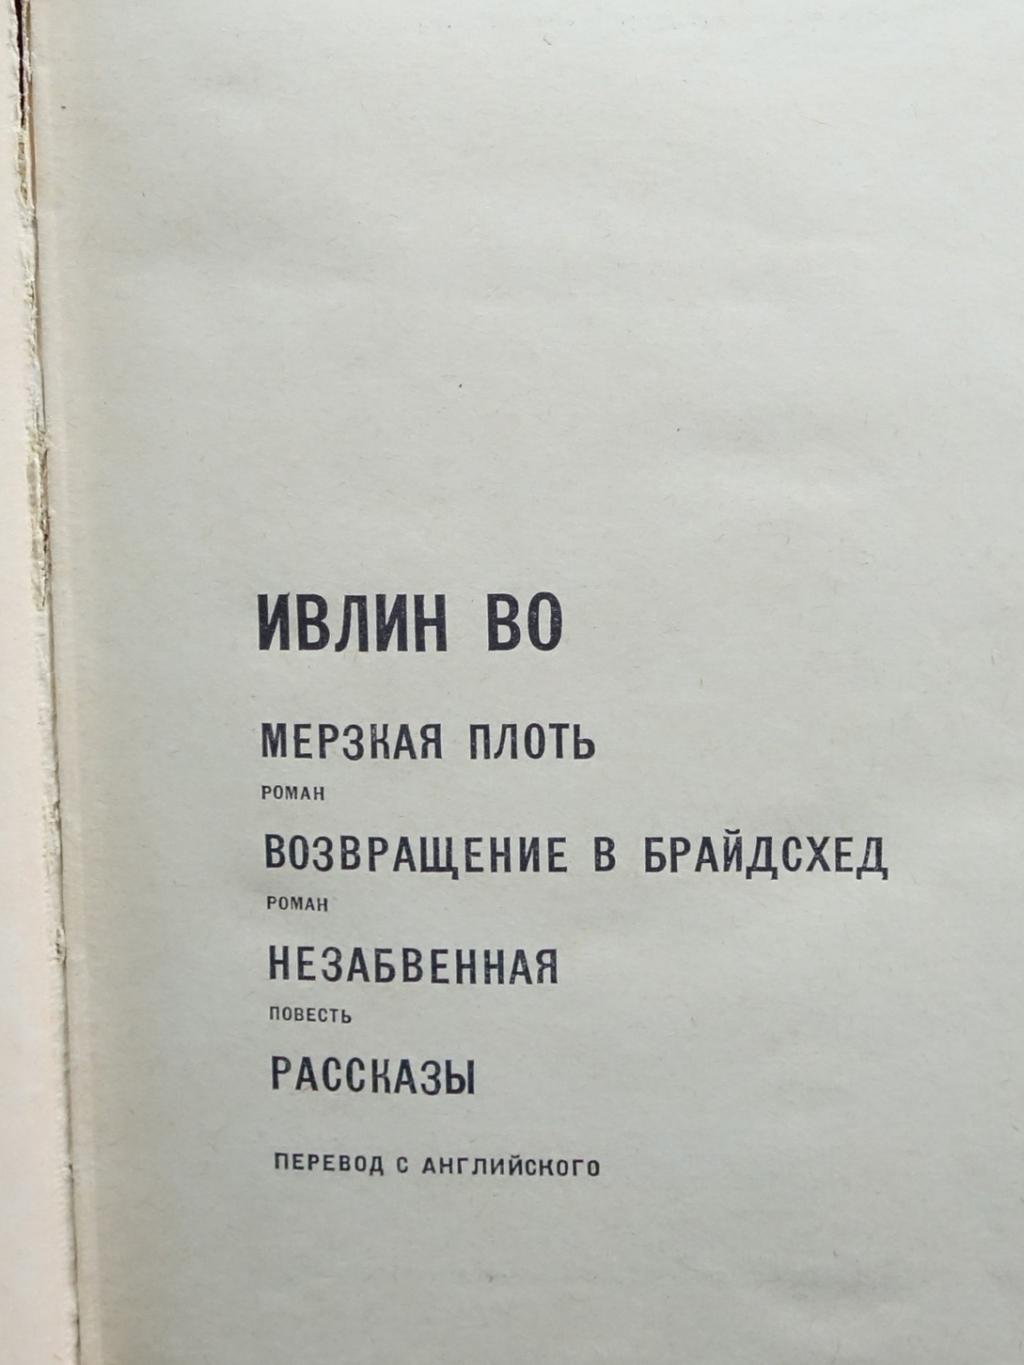 ИВЛИН ВО
МЕРЗКАЯ ПЛОТЬ
РОМАН
ВОЗВРАЩЕНИЕ В БРАЙДСХЕД
РОМАН
НЕЗАБВЕННАЯ
ПОВЕСТЬ
РАССКАЗЫ
ПЕРЕВОД С АНГЛИЙСКОГО